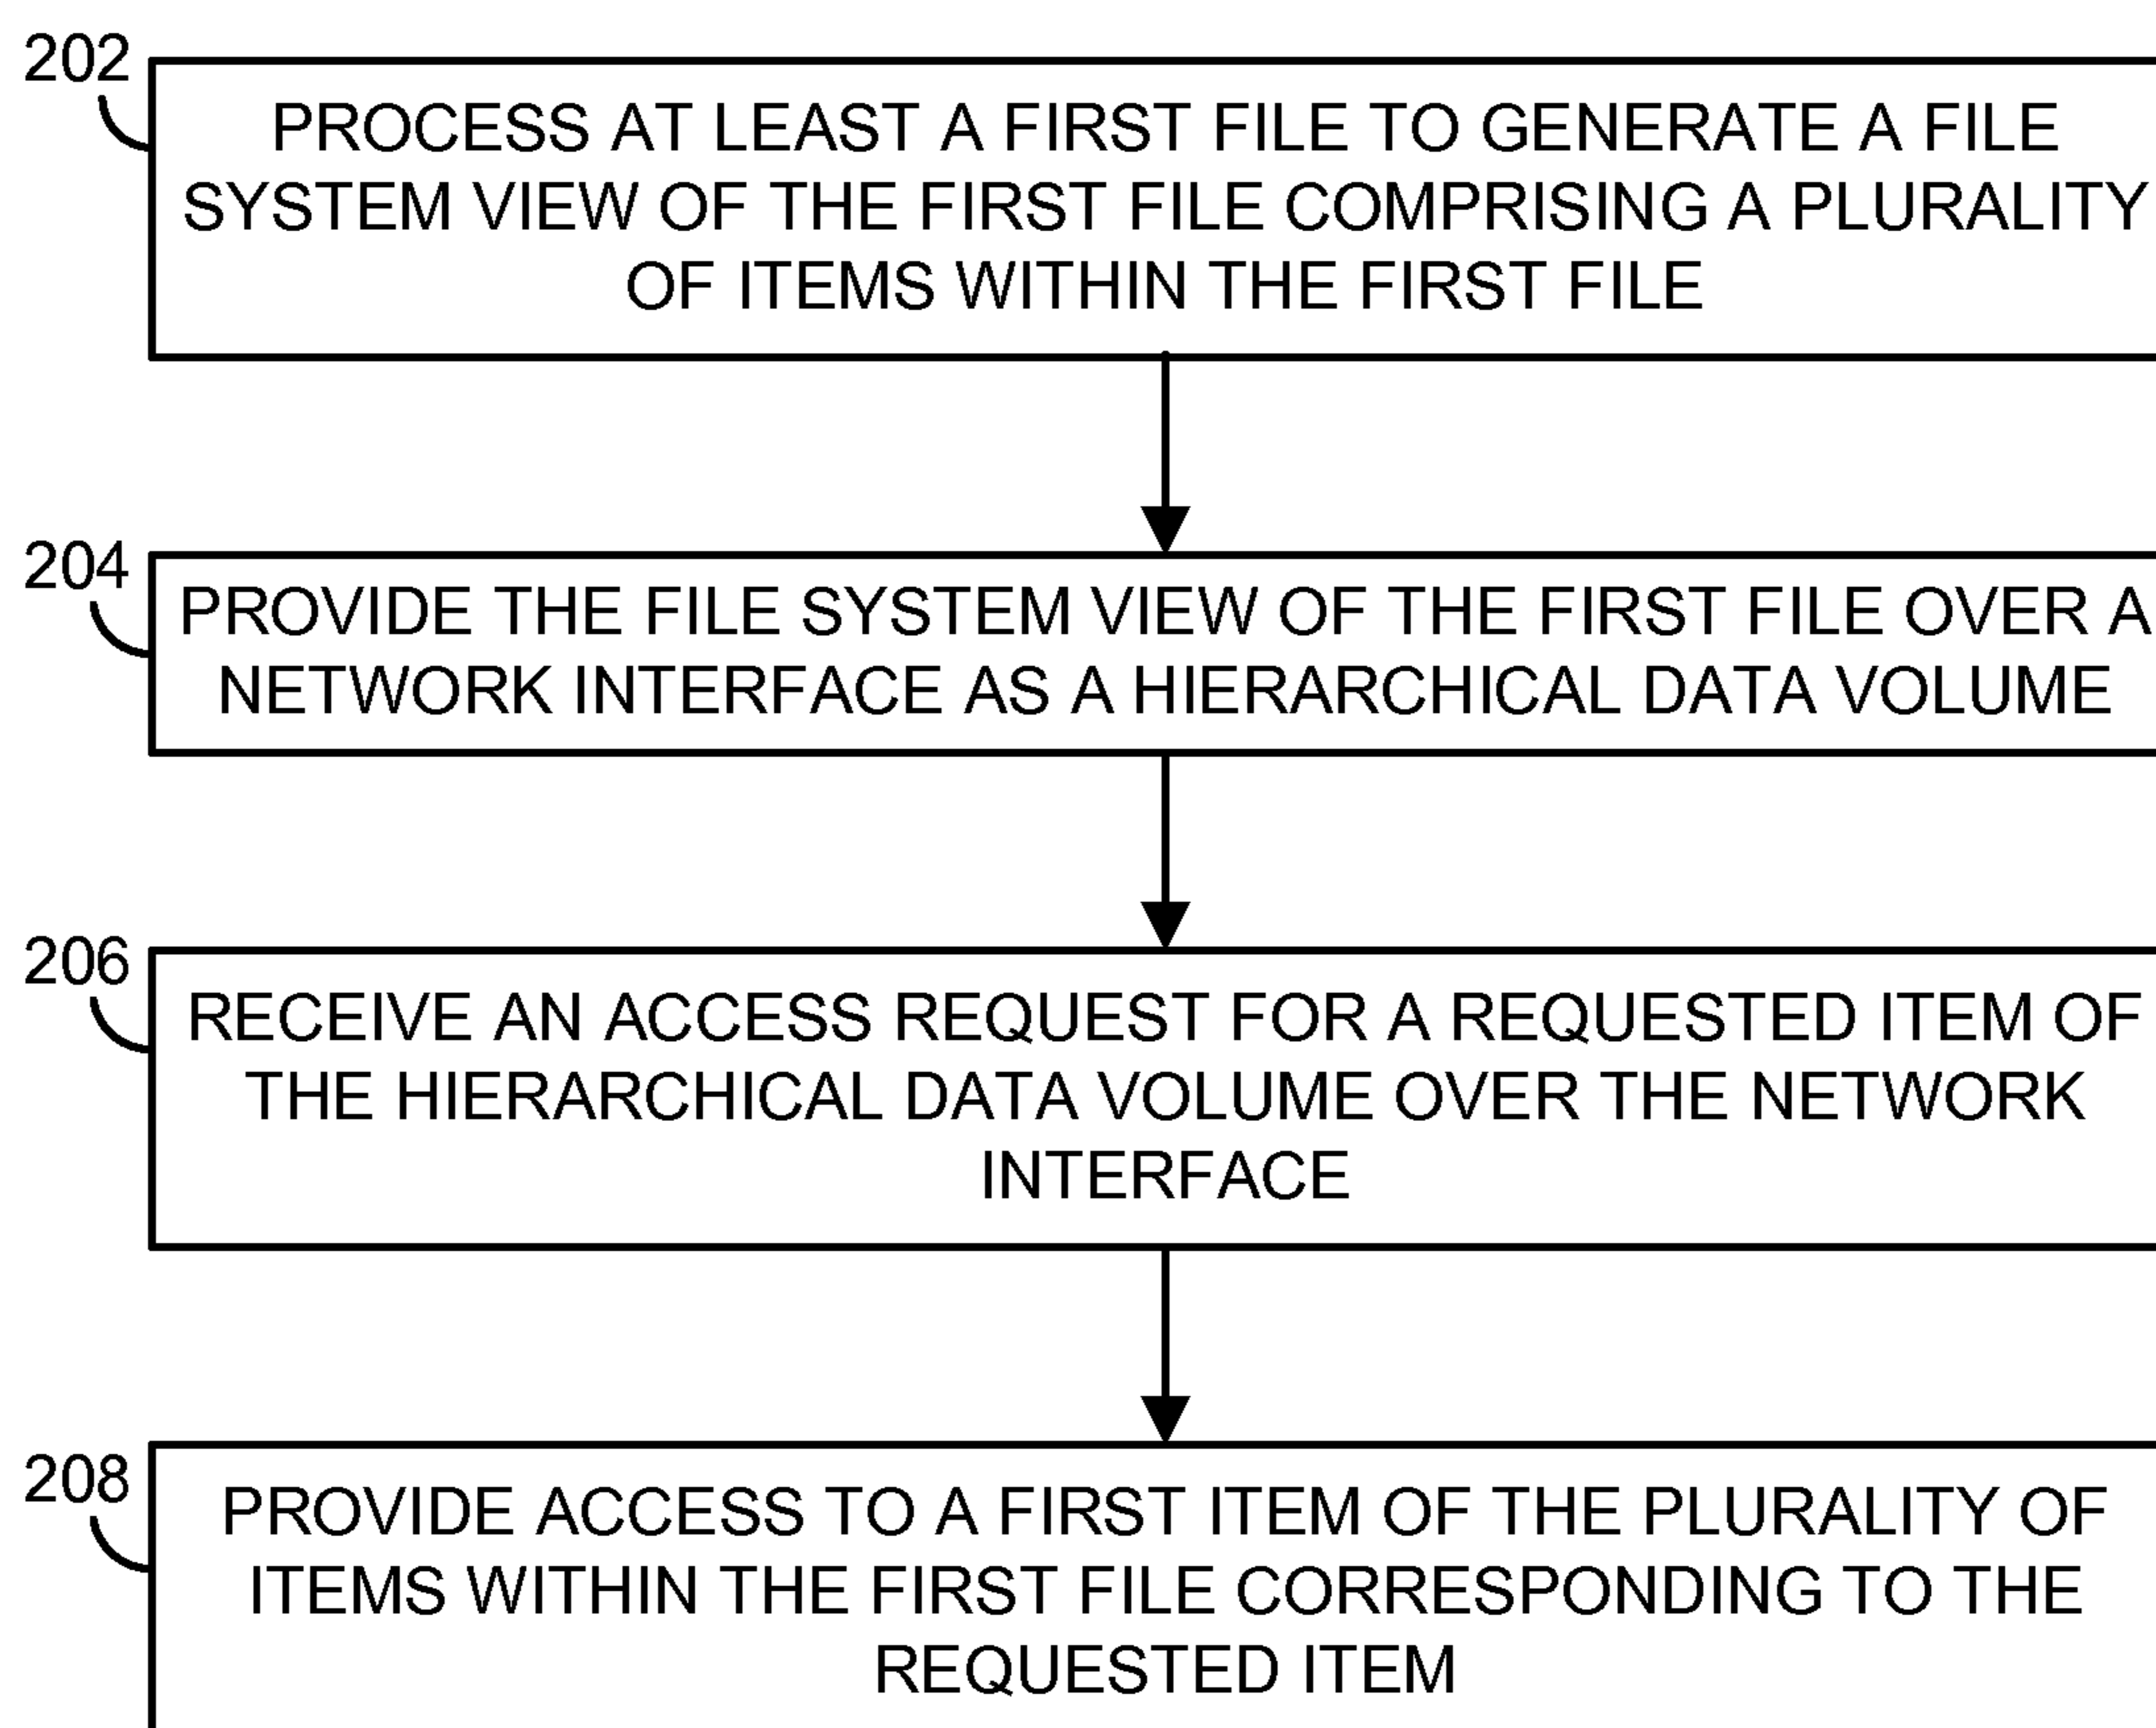 202
PROCESS AT LEAST A FIRST FILE TO GENERATE A FILE
SYSTEM VIEW OF THE FIRST FILE COMPRISING A PLURALITY
OF ITEMS WITHIN THE FIRST FILE
204
PROVIDE THE FILE SYSTEM VIEW OF THE FIRST FILE OVER A
NETWORK INTERFACE AS A HIERARCHICAL DATA VOLUME
206
RECEIVE AN ACCESS REQUEST FOR A REQUESTED ITEM OF
THE HIERARCHICAL DATA VOLUME OVER THE NETWORK
INTERFACE
208
PROVIDE ACCESS TO A FIRST ITEM OF THE PLURALITY OF
ITEMS WITHIN THE FIRST FILE CORRESPONDING TO THE
REQUESTED ITEM